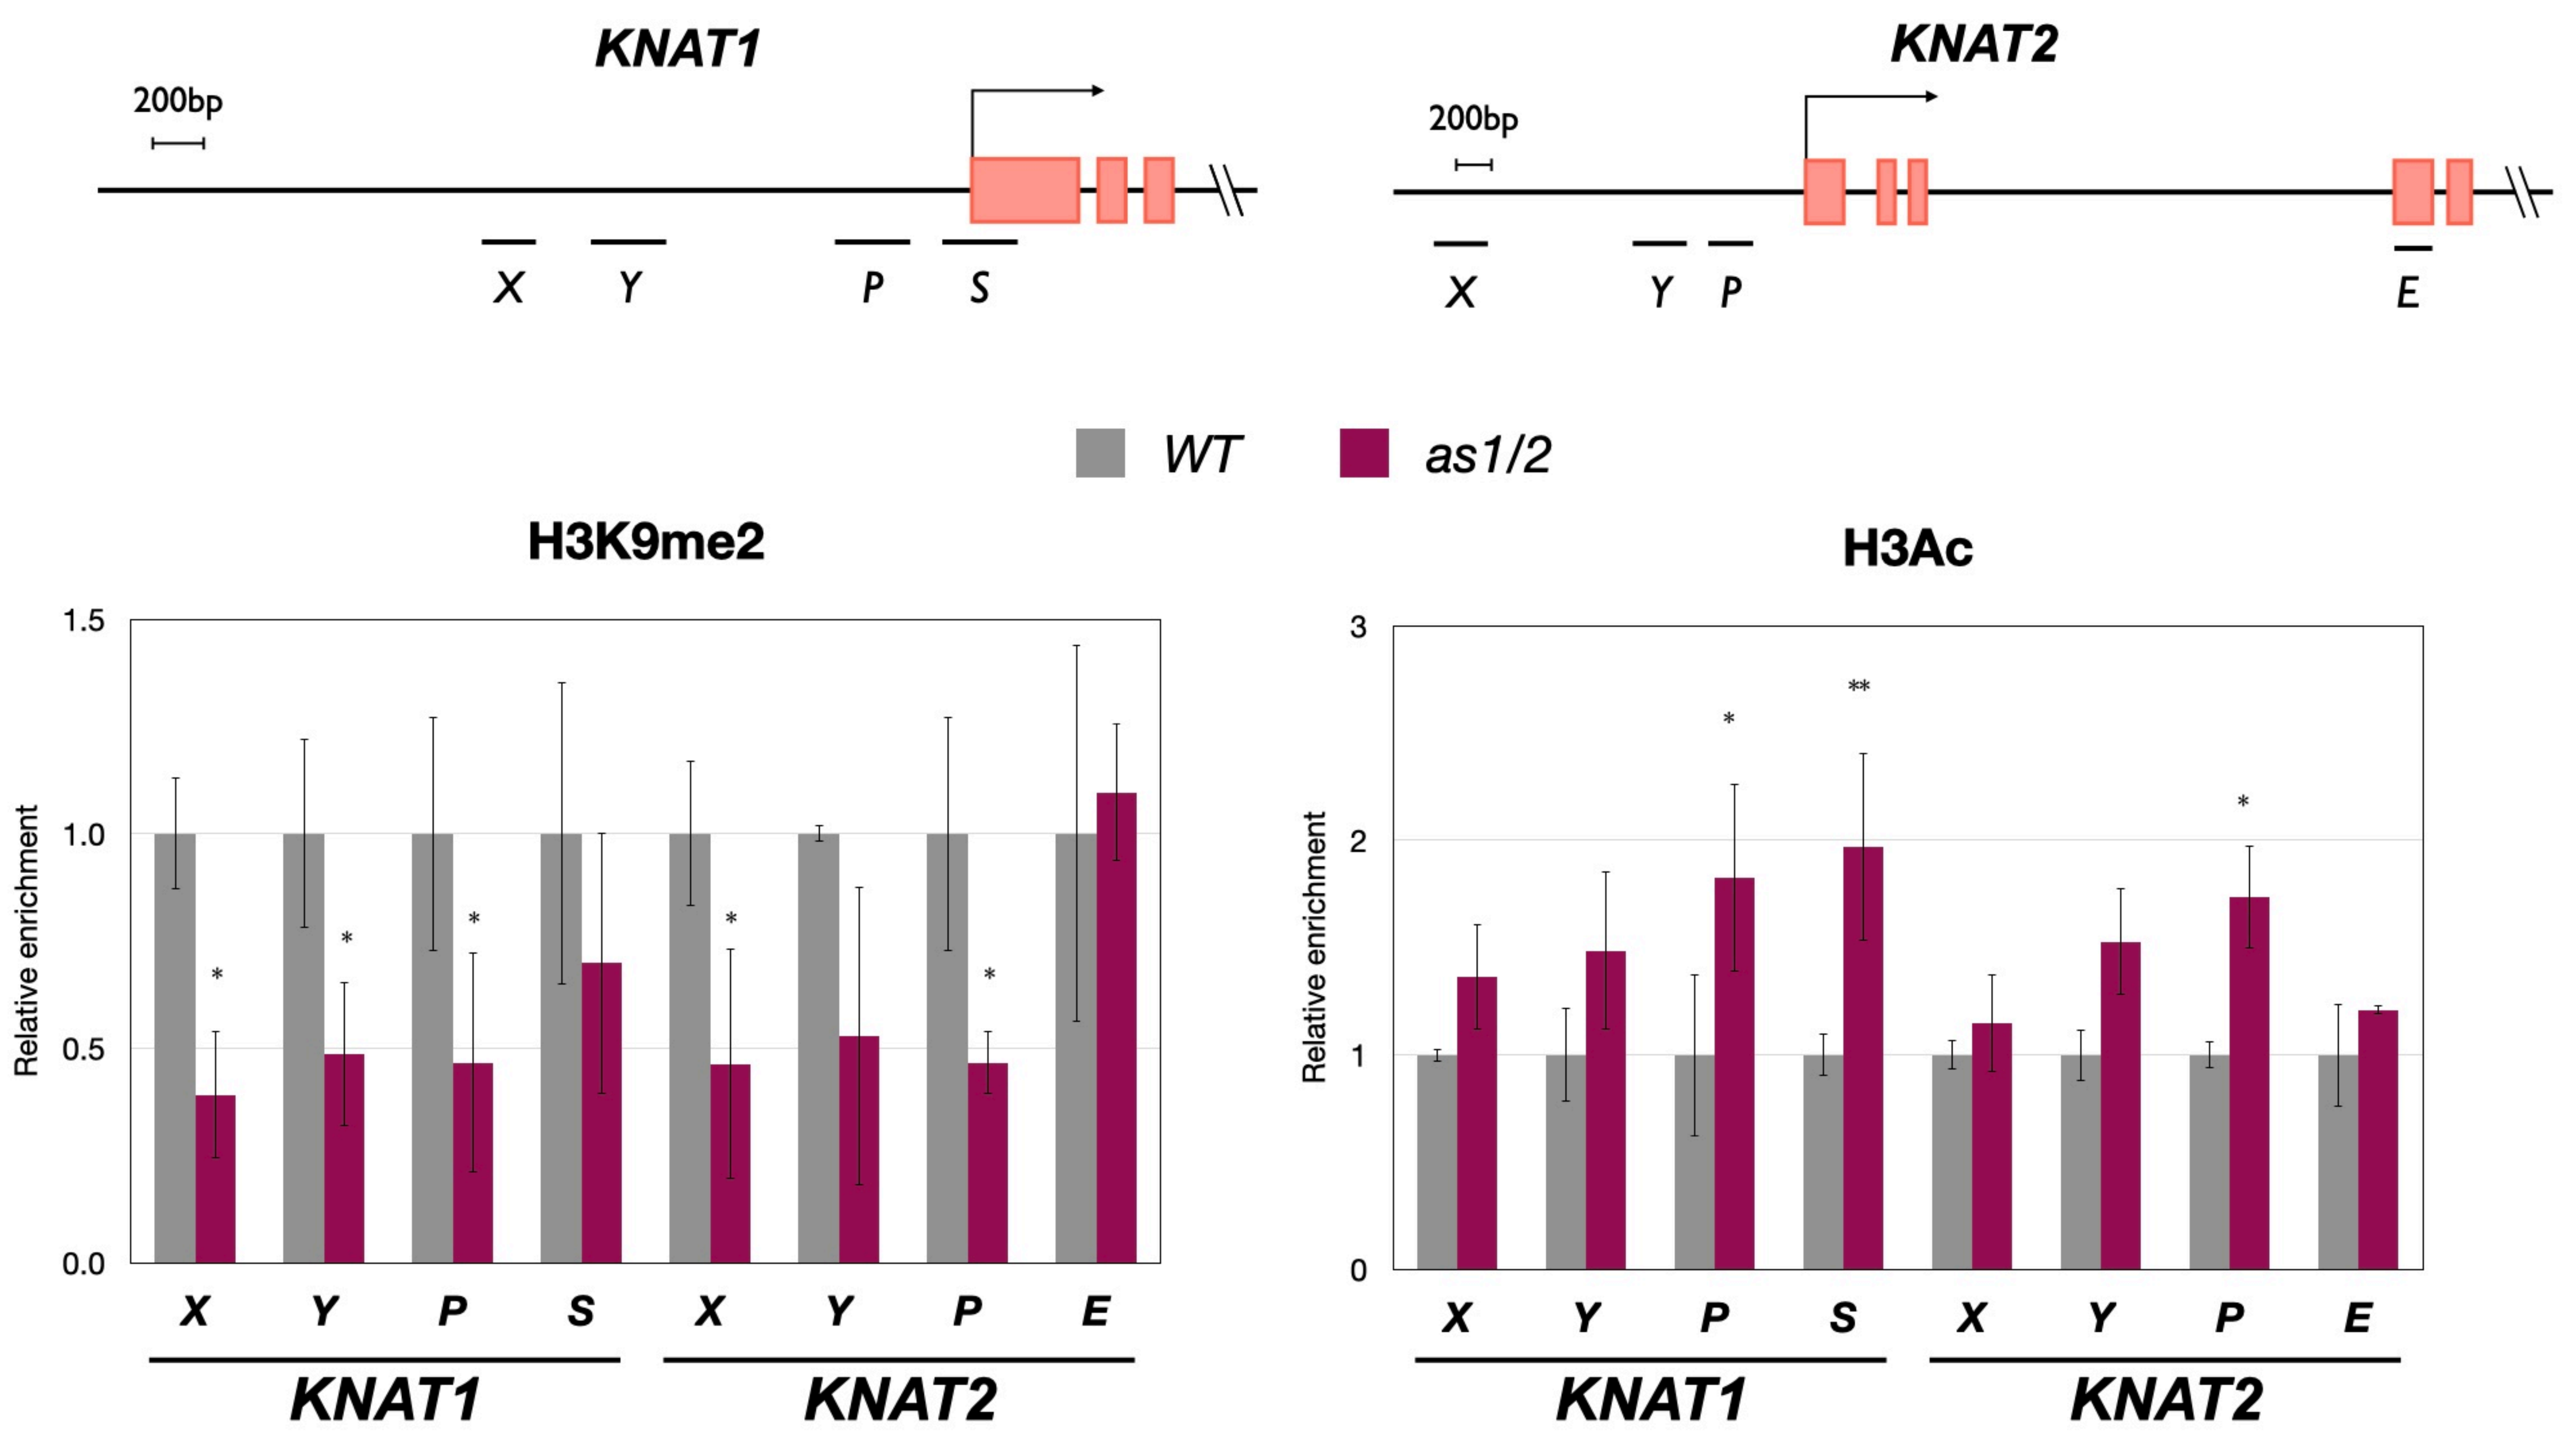 KNAT1
200bp
X Y P S
KNAT2
200bp
X Y P E
WT as1/2
H3K9me2
Relative enrichment
1.5
1.0
0.5
0.0
* * * * *
X Y P S X Y P E
KNAT1 KNAT2
H3Ac
Relative enrichment
3
2
1
0
* ** *
X Y P S X Y P E
KNAT1 KNAT2